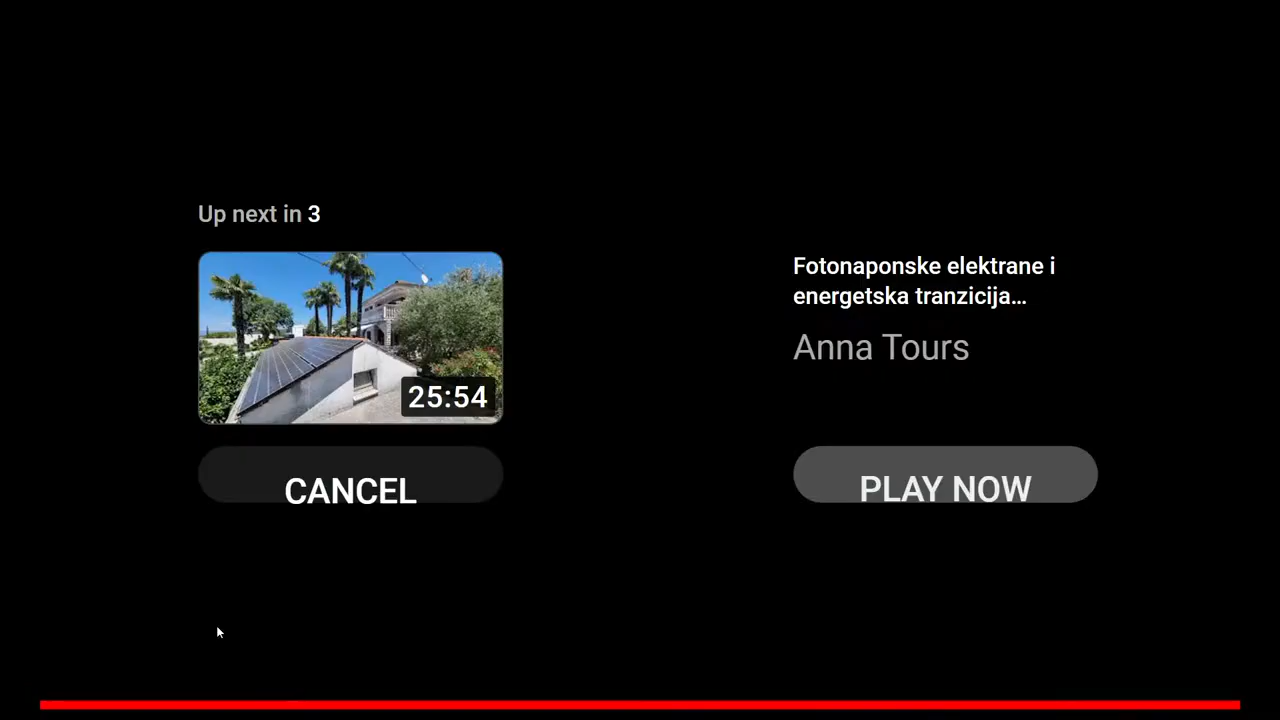 Up next in 3
25:54
Fotonaponske elektrane i
energetska tranzicija…
Anna Tours
CANCEL
PLAY NOW